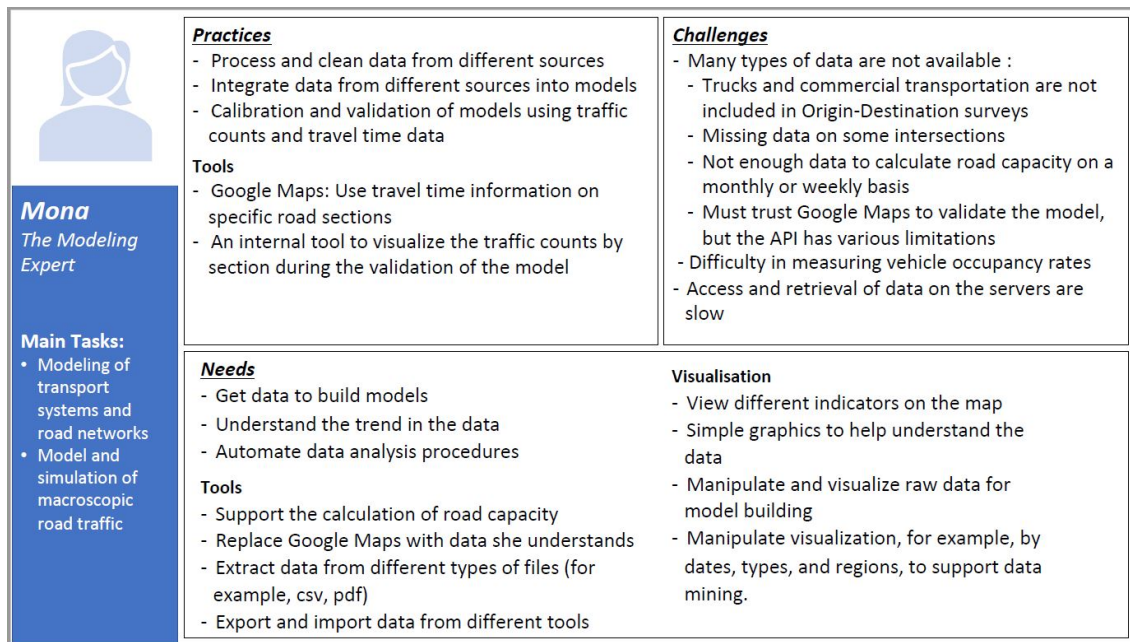 Mona
The Modeling
Expert
Main Tasks:
• Modeling of
transport
systems and
road networks
• Model and
simulation of
macroscopic
road traffic
Practices
- Process and clean data from different sources
- Integrate data from different sources into models
- Calibration and validation of models using traffic
counts and travel time data
Tools
- Google Maps: Use travel time information on
specific road sections
- An internal tool to visualize the traffic counts by
section during the validation of the model
Challenges
- Many types of data are not available :
- Trucks and commercial transportation are not
included in Origin-Destination surveys
- Missing data on some intersections
- Not enough data to calculate road capacity on a
monthly or weekly basis
- Must trust Google Maps to validate the model,
but the API has various limitations
- Difficulty in measuring vehicle occupancy rates
- Access and retrieval of data on the servers are
slow
Needs
- Get data to build models
- Understand the trend in the data
- Automate data analysis procedures
Tools
- Support the calculation of road capacity
- Replace Google Maps with data she understands
- Extract data from different types of files (for
example, csv, pdf)
- Export and import data from different tools
Visualisation
- View different indicators on the map
- Simple graphics to help understand the
data
- Manipulate and visualize raw data for
model building
- Manipulate visualization, for example, by
dates, types, and regions, to support data
mining.